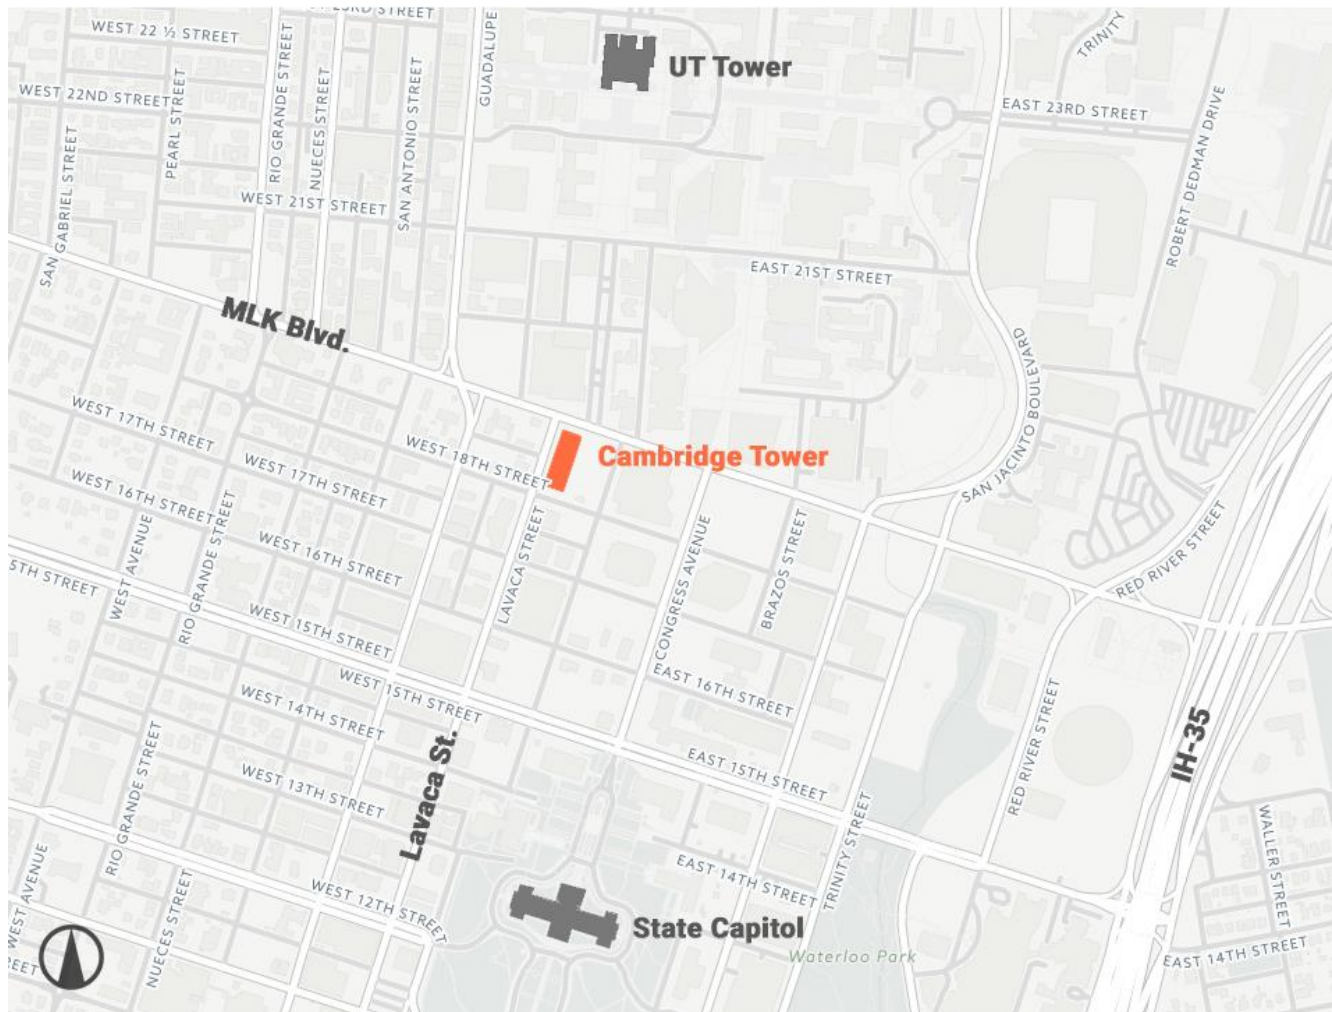 UT 23RD STREET
TRINITY
WEST 22 ½ STREET
UT Tower
GUADALUPE
RIO GRANDE STREET
WEST 22ND STREET
EAST 23RD STREET
PEARL STREET
NUECES STREET
SAN ANTONIO STREET
ROBERT DEDMAN DRIVE
SAN GABRIEL STREET
WEST 21ST STREET
EAST 21ST STREET
MLK Blvd.
SAN JACINTO BOULEVARD
WEST 17TH STREET
WEST 18TH STREET
Cambridge Tower
WEST 17TH STREET
WEST 16TH STREET
WEST 16TH STREET
LAVACA STREET
CONGRESS AVENUE
BRAZOS STREET
RED RIVER STREET
WEST AVENUE
RIO GRANDE STREET
5TH STREET
WEST 15TH STREET
WEST 15TH STREET
EAST 16TH STREET
WEST 14TH STREET
RED RIVER STREET
IH-35
Lavaca St.
EAST 15TH STREET
WEST 13TH STREET
RIO GRANDE STREET
TRINITY STREET
WALLER STREET
EAST 14TH STREET
WEST 12TH STREET
WEST AVENUE
NUECES STREET
State Capitol
Waterloo Park
EAST 14TH STREET
EET